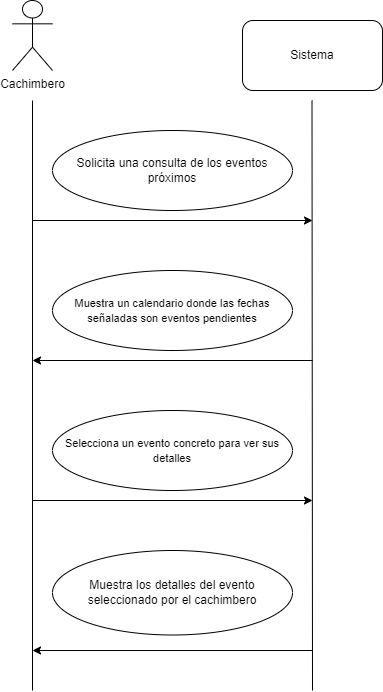 Sistema
Cachimbero
Solicita una consulta de los eventos
próximos
Muestra un calendario donde las fechas
señaladas son eventos pendientes
Selecciona un evento concreto para ver sus
detalles
Muestra los detalles del evento
seleccionado por el cachimbero